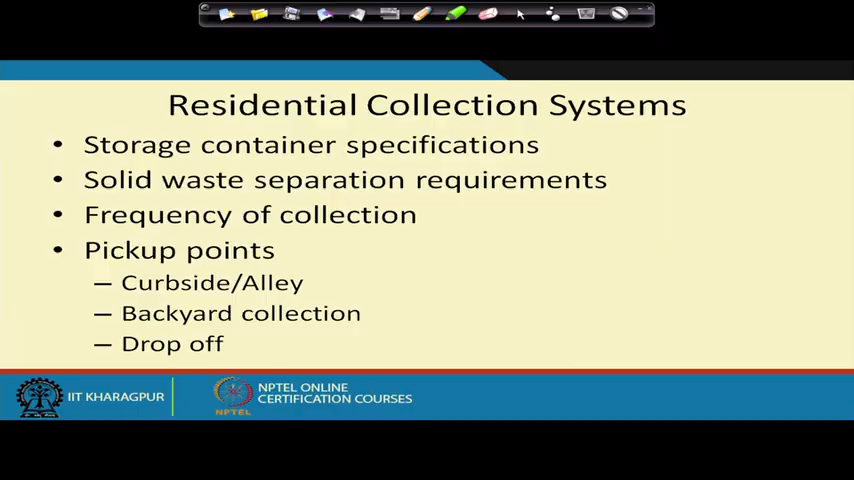 Residential Collection Systems
• Storage container specifications
• Solid waste separation requirements
• Frequency of collection
• Pickup points
– Curbside/Alley
– Backyard collection
– Drop off
IIT KHARAGPUR
NPTEL
NPTEL ONLINE
CERTIFICATION COURSES